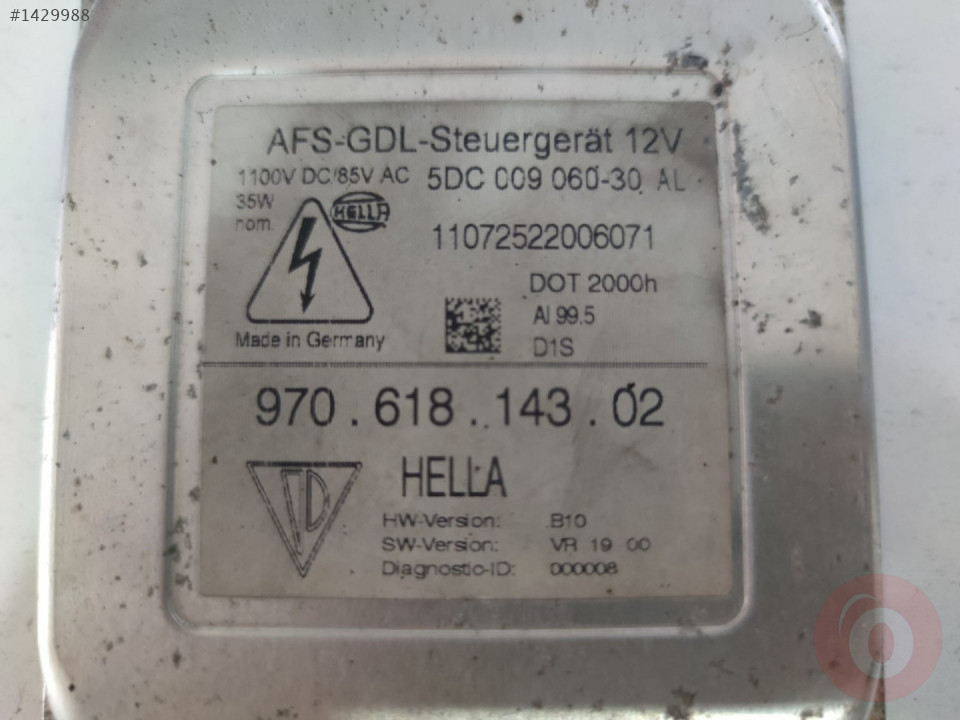 #1429988
AFS-GDL-Steuergerät 12V
1100V DC/85V AC 5DC 009 060-30 AL
35W
nom.
HELLA
11072522006071
DOT 2000h
Al 99.5
Made in Germany
D1S
970.618.143.02
HELLA
HW-Version: B10
SW-Version: VR 19 00
Diagnostic-ID: 000008